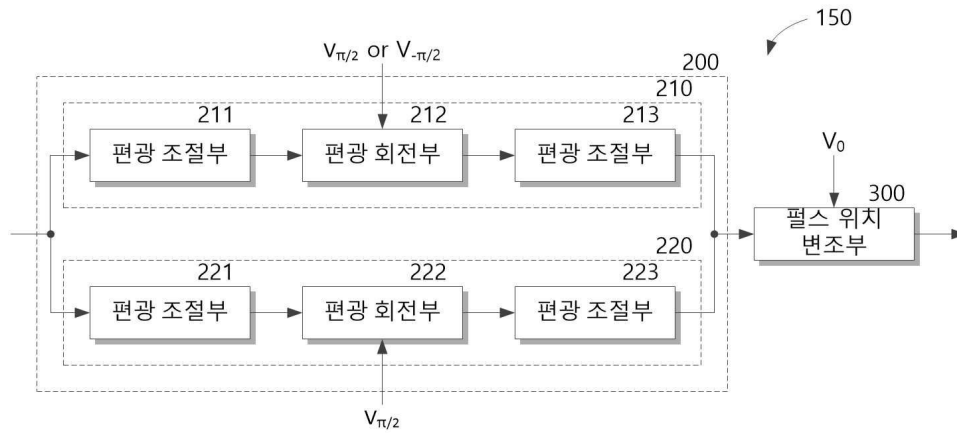 150
V_{π/2} or V_{-π/2}
200
210
211 212 213
편광 조절부 편광 회전부 편광 조절부
V_0
300
펄스 위치
변조부
220
221 222 223
편광 조절부 편광 회전부 편광 조절부
V_{π/2}